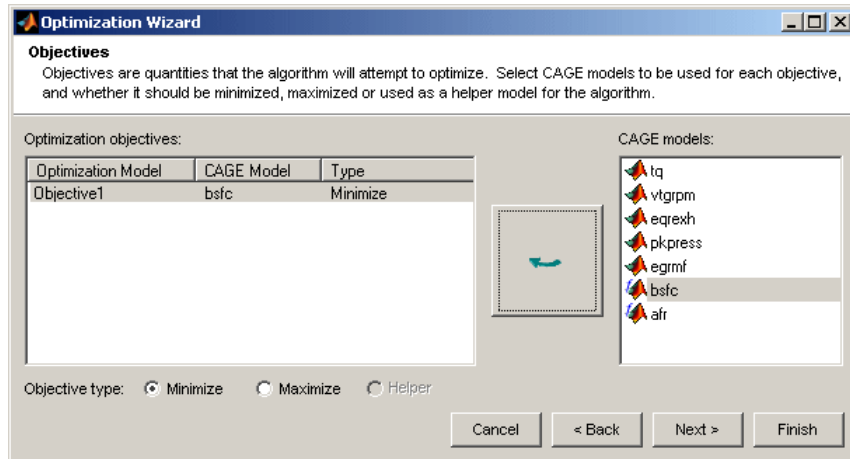 Optimization Wizard
Objectives
Objectives are quantities that the algorithm will attempt to optimize. Select CAGE models to be used for each objective,
and whether it should be minimized, maximized or used as a helper model for the algorithm.
Optimization objectives:
CAGE models:
Optimization Model CAGE Model Type
Objective1 bsfc Minimize
tq
vtgrpm
eqrexh
pkpress
egrmf
bsfc
afr
Objective type: Minimize Maximize Helper
Cancel < Back Next > Finish